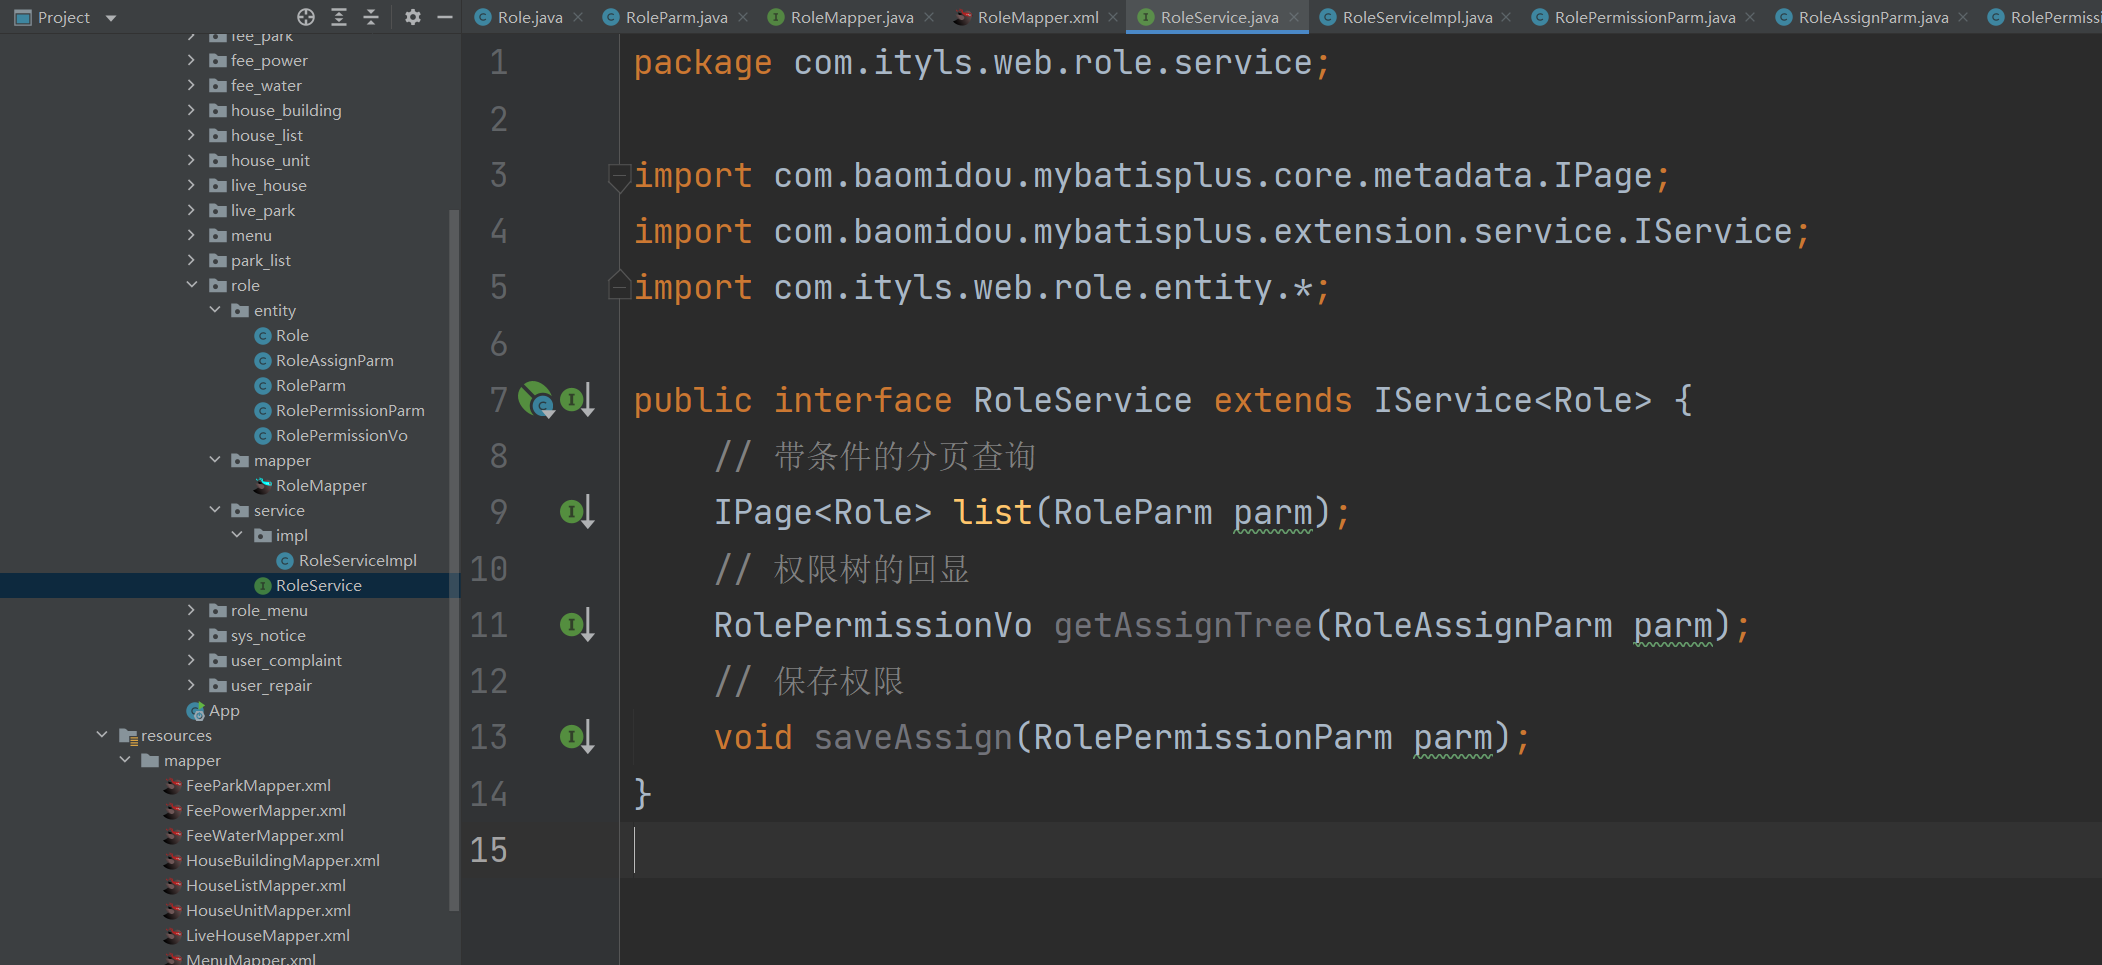 Project
Role.java
RoleParm.java
RoleMapper.java
RoleMapper.xml
RoleService.java
RoleServiceImpl.java
RolePermissionParm.java
RoleAssignParm.java
RolePermissi
fee_park
fee_power
fee_water
house_building
house_list
house_unit
live_house
live_park
menu
park_list
role
entity
Role
RoleAssignParm
RoleParm
RolePermissionParm
RolePermissionVo
mapper
RoleMapper
service
impl
RoleServiceImpl
RoleService
role_menu
sys_notice
user_complaint
user_repair
App
resources
mapper
FeeParkMapper.xml
FeePowerMapper.xml
FeeWaterMapper.xml
HouseBuildingMapper.xml
HouseListMapper.xml
HouseUnitMapper.xml
LiveHouseMapper.xml
MenuMapper.xml
1 package com.ityls.web.role.service;
2
3 import com.baomidou.mybatisplus.core.metadata.IPage;
4 import com.baomidou.mybatisplus.extension.service.IService;
5 import com.ityls.web.role.entity.*;
6
7 public interface RoleService extends IService<Role> {
8 // 带条件的分页查询
9 IPage<Role> list(RoleParm parm);
10 // 权限树的回显
11 RolePermissionVo getAssignTree(RoleAssignParm parm);
12 // 保存权限
13 void saveAssign(RolePermissionParm parm);
14 }
15